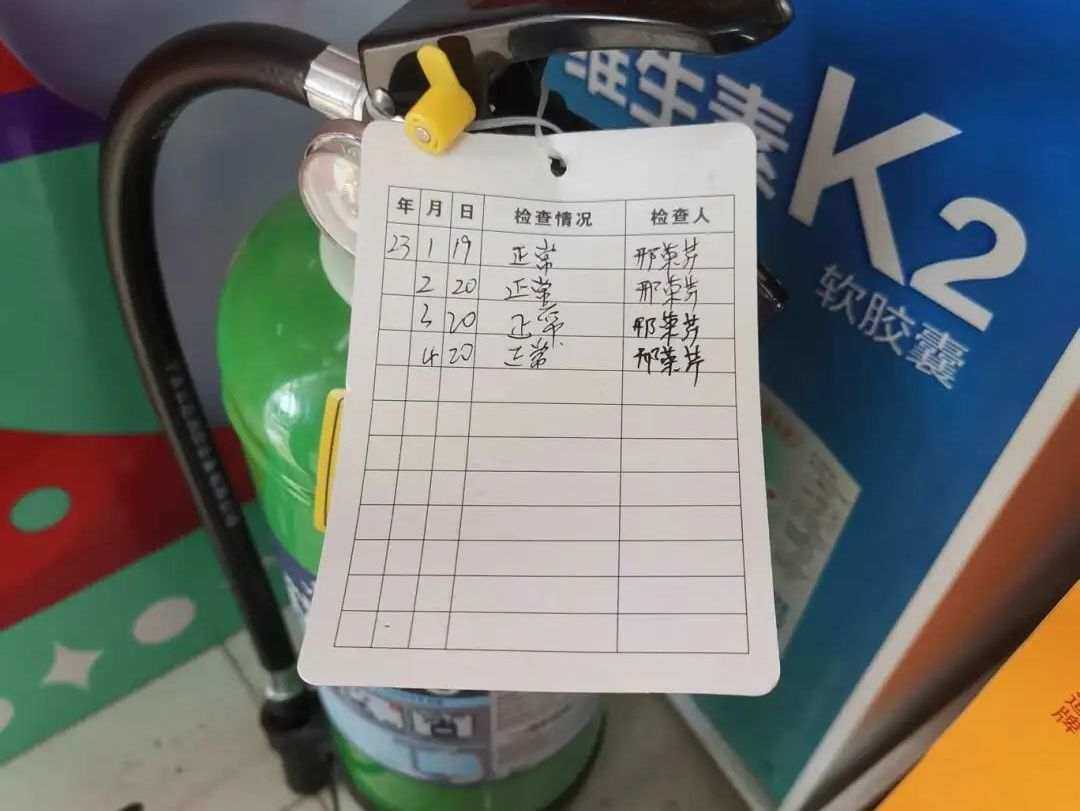 维生素
K2
软胶囊
年 月 日 检查情况 检查人
23 1 19 正常 邢荣芳
2 20 正常 邢荣芳
3 20 正常 邢荣芳
4 20 正常 邢荣芳